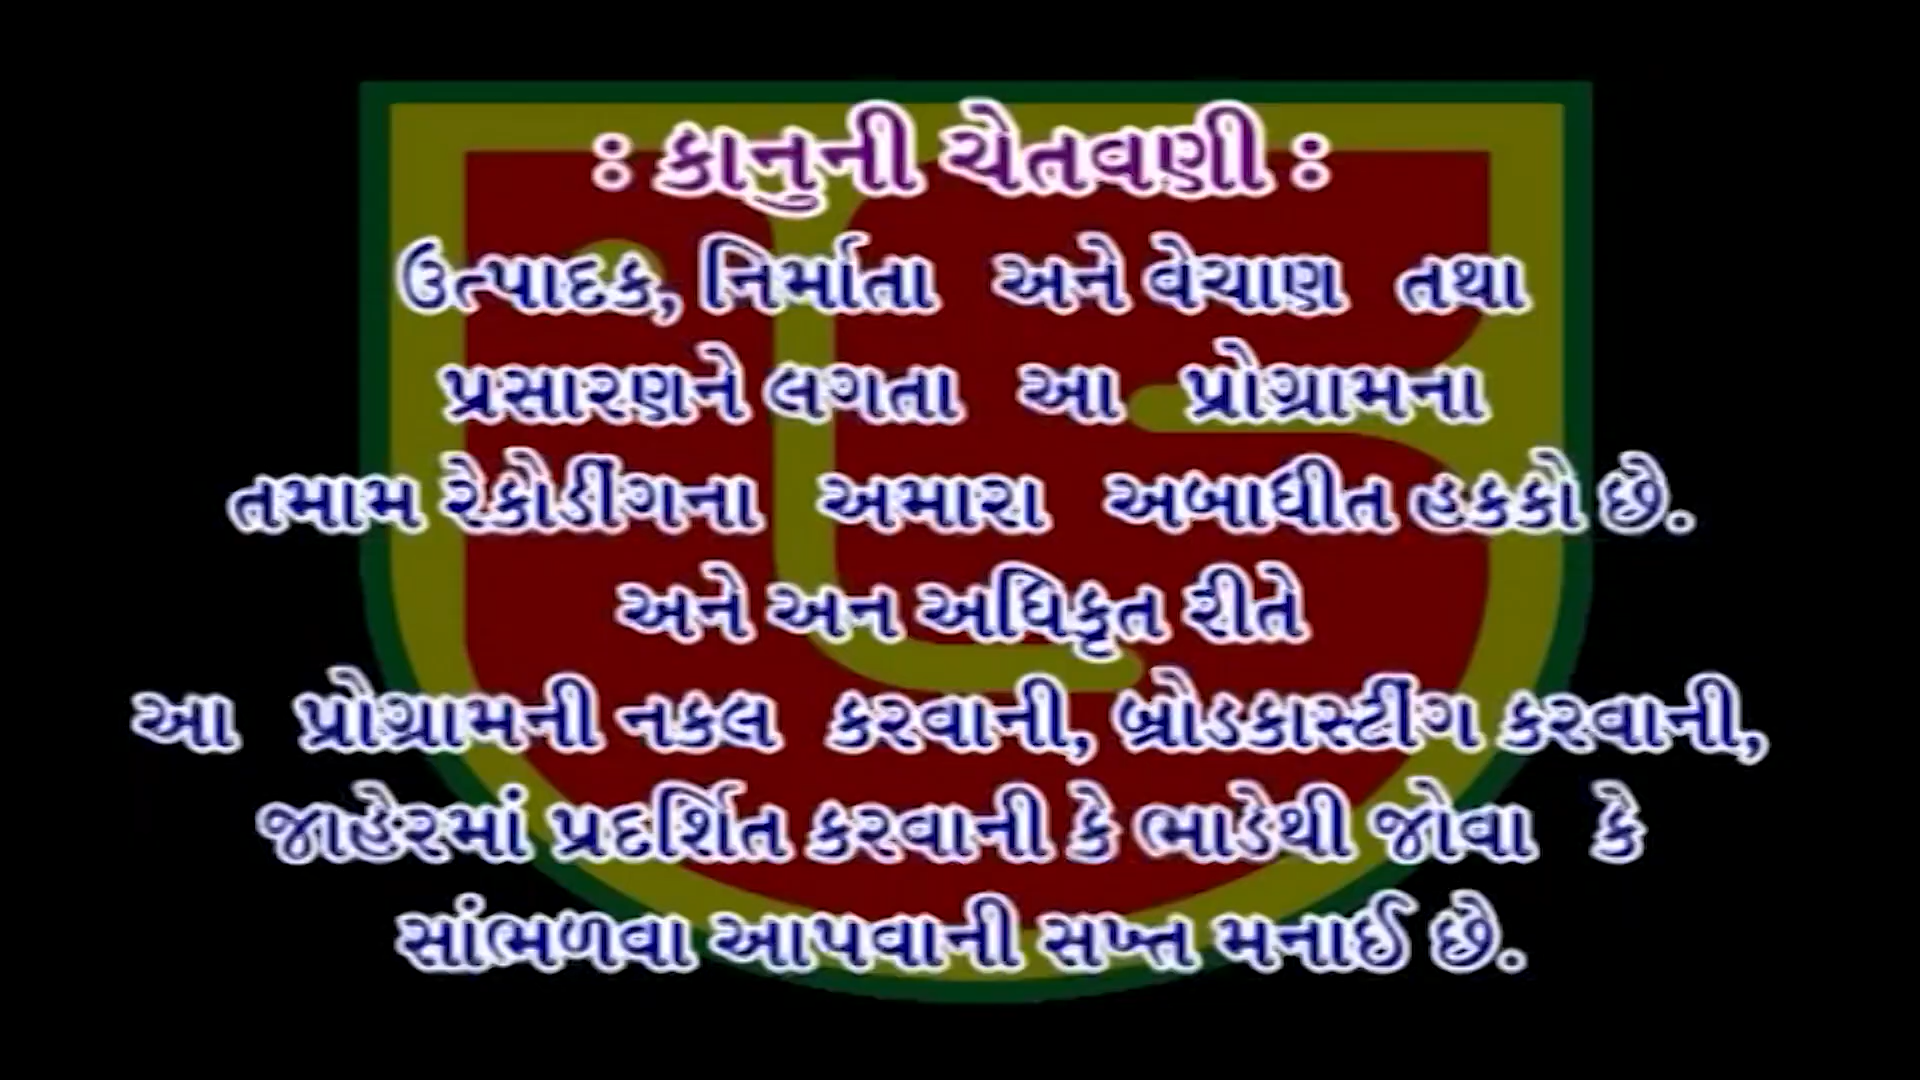 : કાનુની ચેતવણી :
ઉત્પાદક, નિર્માતા અને વેચાણ તથા
પ્રસારણને લગતા આ પ્રોગ્રામના
તમામ રેકોર્ડીંગના અમારા અબાધીત હકકો છે.
અને અન અધિકૃત રીતે
આ પ્રોગ્રામની નકલ કરવાની, બ્રોડકાસ્ટીંગ કરવાની,
જાહેરમાં પ્રદર્શિત કરવાની કે ભાડેથી જોવા કે
સાંભળવા આપવાની સખ્ત મનાઈ છે.